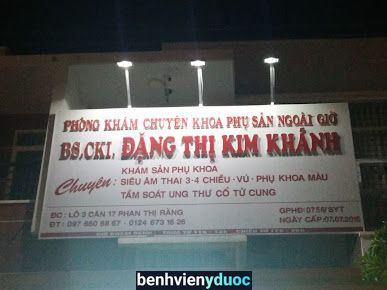 PHÒNG KHÁM CHUYÊN KHOA PHỤ SẢN NGOÀI GIỜ
BS.CKI. ĐẶNG THỊ KIM KHÁNH
KHÁM SẢN PHỤ KHOA
Chuyên: SIÊU ÂM THAI 3-4 CHIỀU - VÚ - PHỤ KHOA MÀU
TẦM SOÁT UNG THƯ CỔ TỬ CUNG
ĐC: LÔ 3 CĂN 17 PHAN THỊ RÀNG
ĐT: 097 650 68 67 - 0124 673 16 26
GPHĐ: 0756/SYT
NGÀY CẤP: 07.07.2016
benhvienyduoc